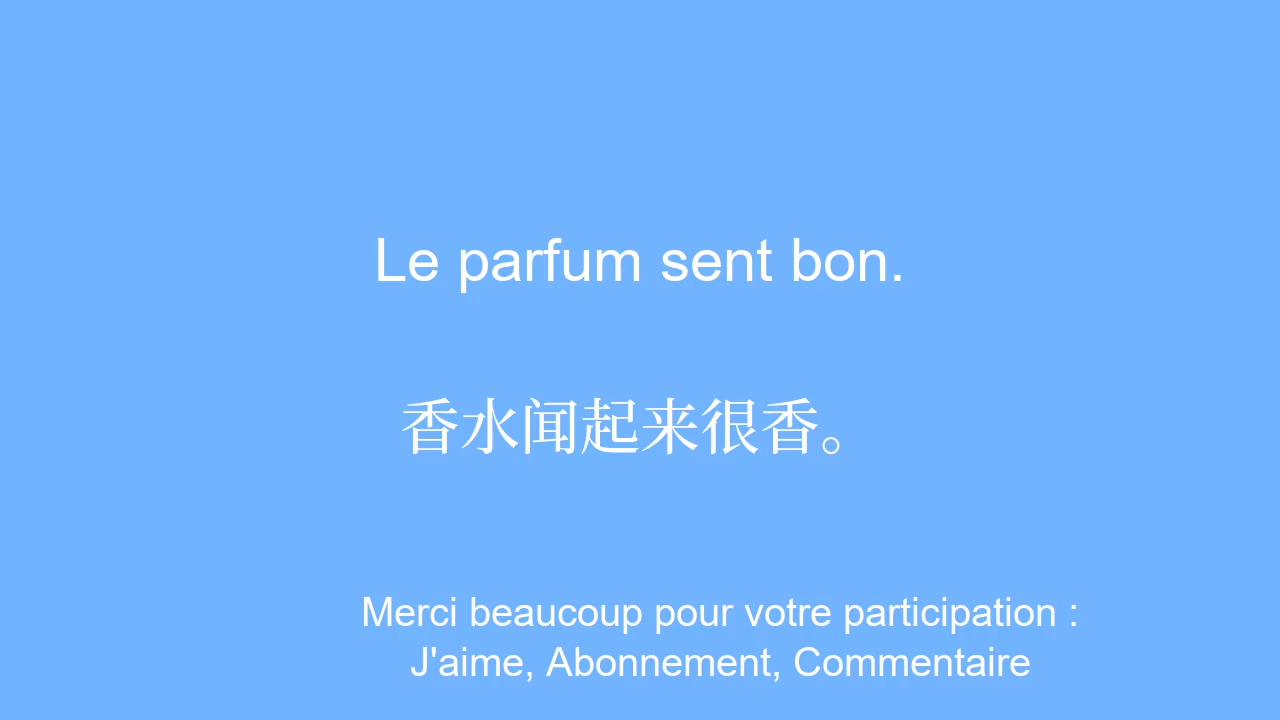 Le parfum sent bon.
香水闻起来很香。
Merci beaucoup pour votre participation :
J'aime, Abonnement, Commentaire